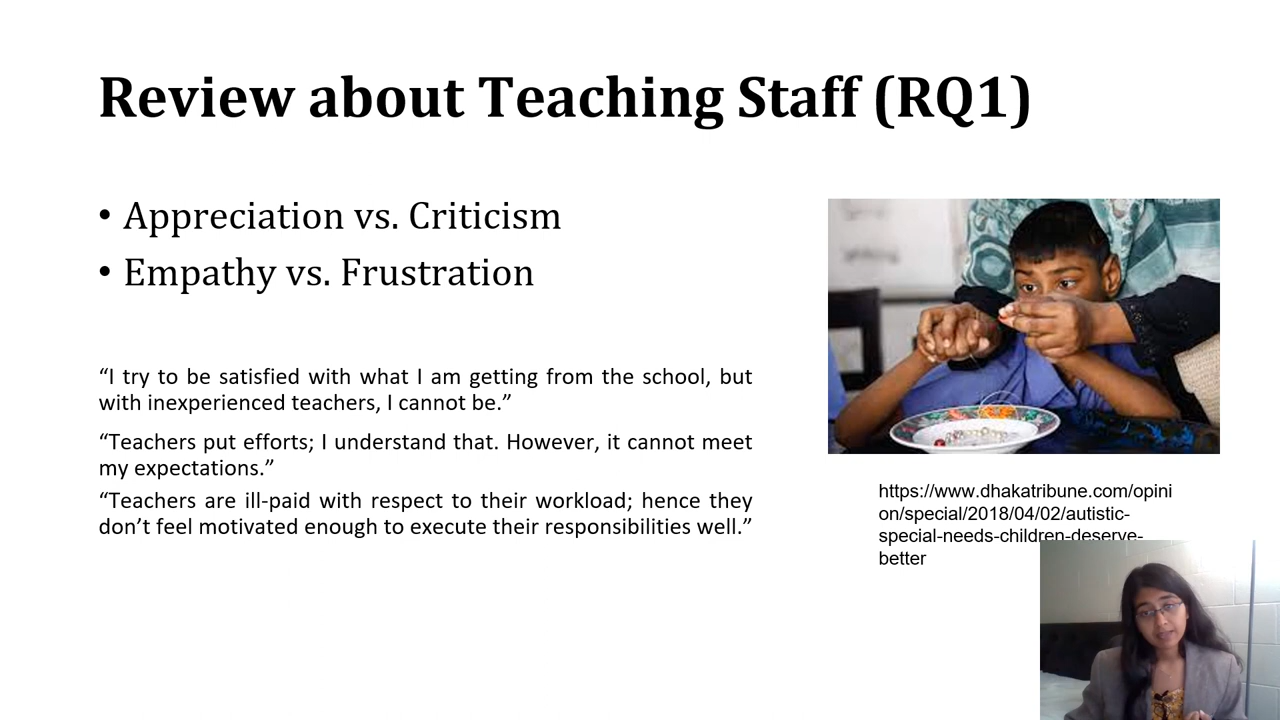 Review about Teaching Staff (RQ1)
• Appreciation vs. Criticism
• Empathy vs. Frustration
“I try to be satisfied with what I am getting from the school, but
with inexperienced teachers, I cannot be.”
“Teachers put efforts; I understand that. However, it cannot meet
my expectations.”
“Teachers are ill-paid with respect to their workload; hence they
don’t feel motivated enough to execute their responsibilities well.”
https://www.dhakatribune.com/opini
on/special/2018/04/02/autistic-
special-needs-children-deserve-
better